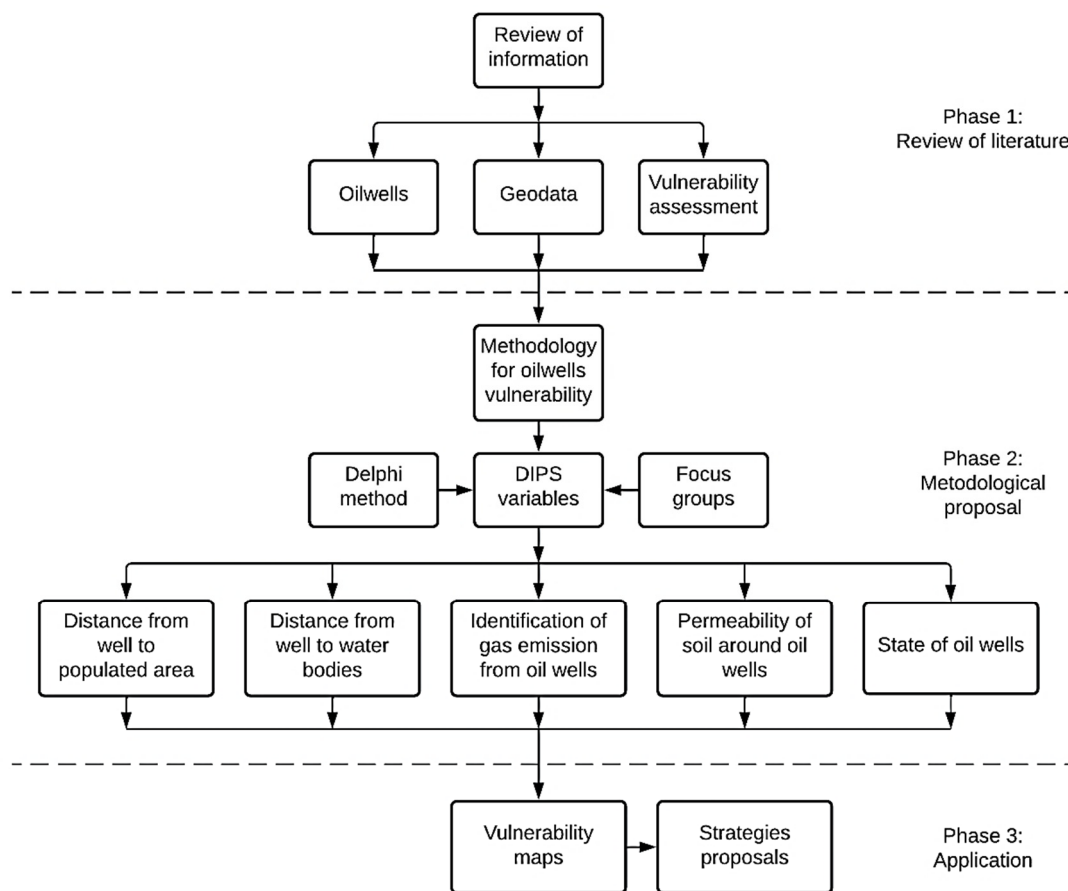 Review of
information
Phase 1:
Review of literature
Oilwells
Geodata
Vulnerability
assessment
Methodology
for oilwells
vulnerability
Delphi
method
DIPS
variables
Focus
groups
Phase 2:
Metodological
proposal
Distance from
well to
populated area
Distance from
well to water
bodies
Identification of
gas emission
from oil wells
Permeability of
soil around oil
wells
State of oil wells
Vulnerability
maps
Strategies
proposals
Phase 3:
Application